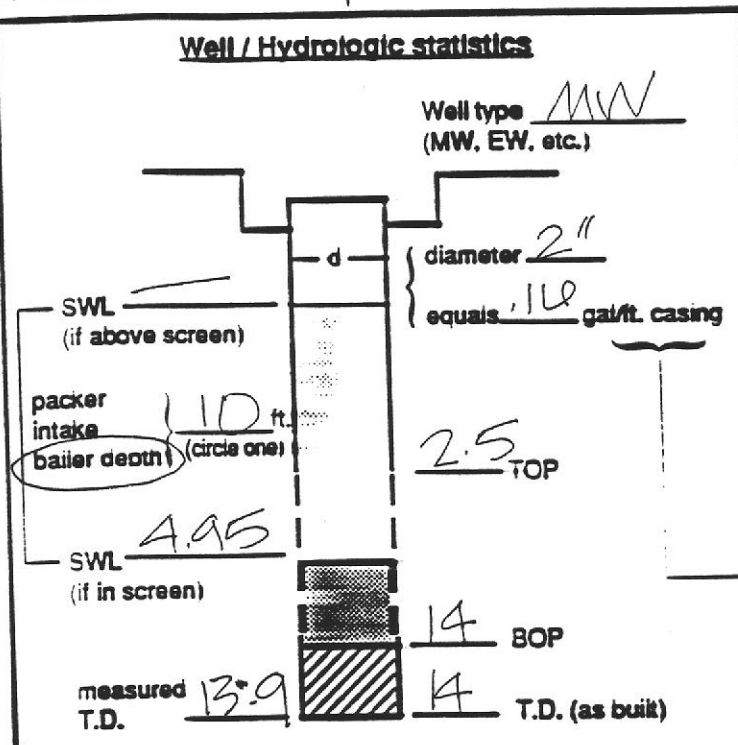 Well / Hydrologic statistics
Well type MW
(MW, EW, etc.)
d
diameter 2"
equals .16 gal/ft. casing
SWL —
(if above screen)
packer
intake
bailer depth
10 ft.
(circle one)
2.5 TOP
SWL 4.95
(if in screen)
14 BOP
measured
T.D. 13.9
14 T.D. (as built)